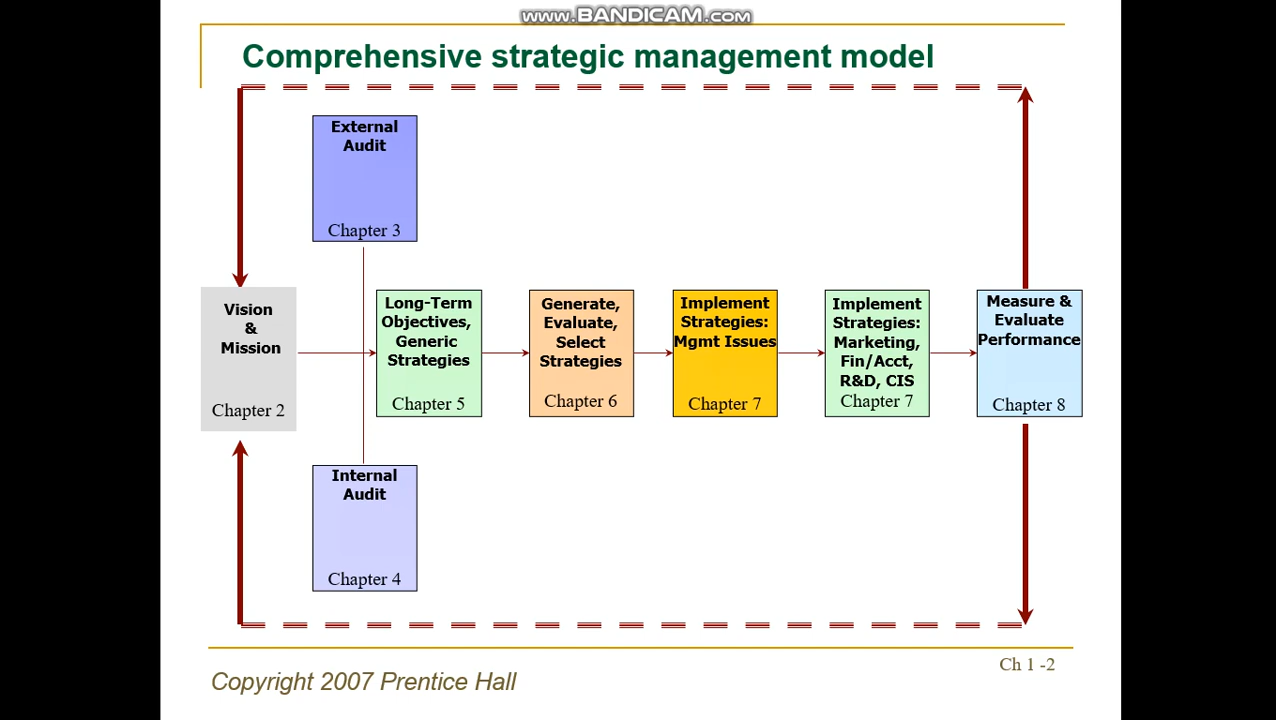 www.BANDICAM.com
Comprehensive strategic management model
External
Audit
Chapter 3
Vision
&
Mission
Chapter 2
Long-Term
Objectives,
Generic
Strategies
Chapter 5
Generate,
Evaluate,
Select
Strategies
Chapter 6
Implement
Strategies:
Mgmt Issues
Chapter 7
Implement
Strategies:
Marketing,
Fin/Acct,
R&D, CIS
Chapter 7
Measure &
Evaluate
Performance
Chapter 8
Internal
Audit
Chapter 4
Ch 1 -2
Copyright 2007 Prentice Hall